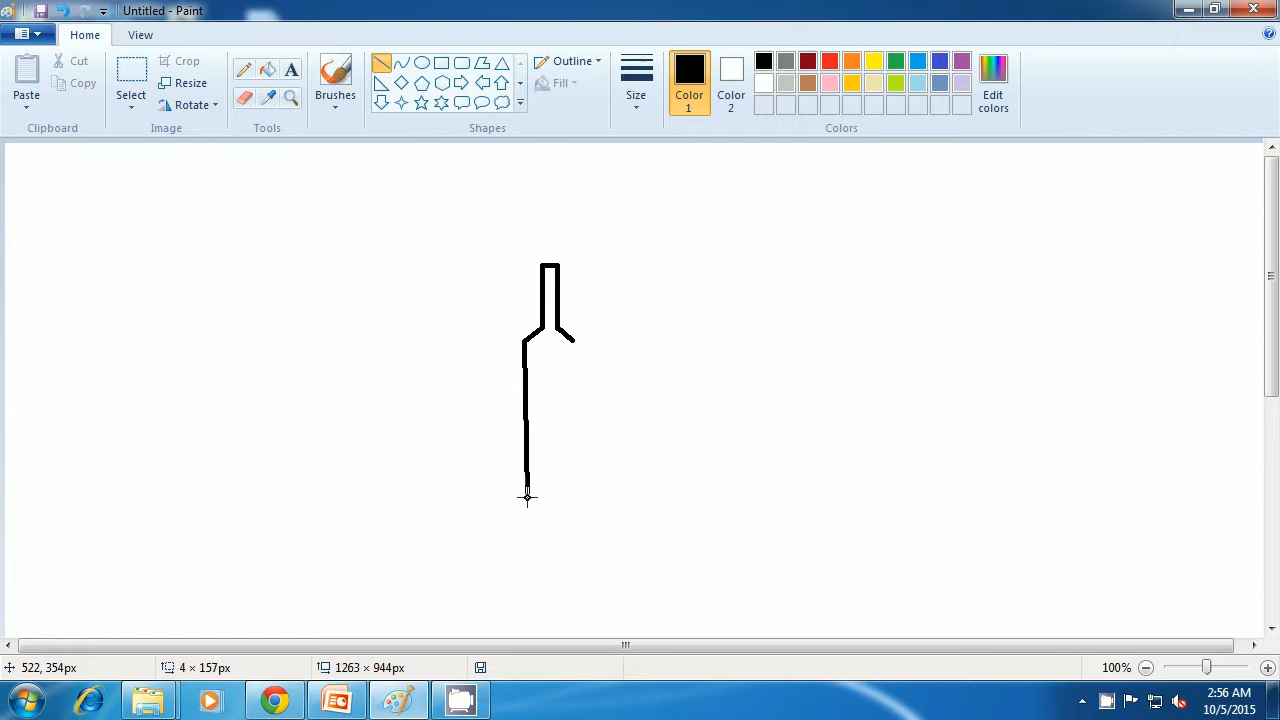 Untitled - Paint
Home View
Paste
Cut
Copy
Clipboard
Select
Crop
Resize
Rotate
Image
A
Tools
Brushes
Shapes
Outline
Fill
Size
Color 1
Color 2
Edit colors
Colors
522, 354px 4 × 157px 1263 × 944px 100%
2:56 AM
10/5/2015